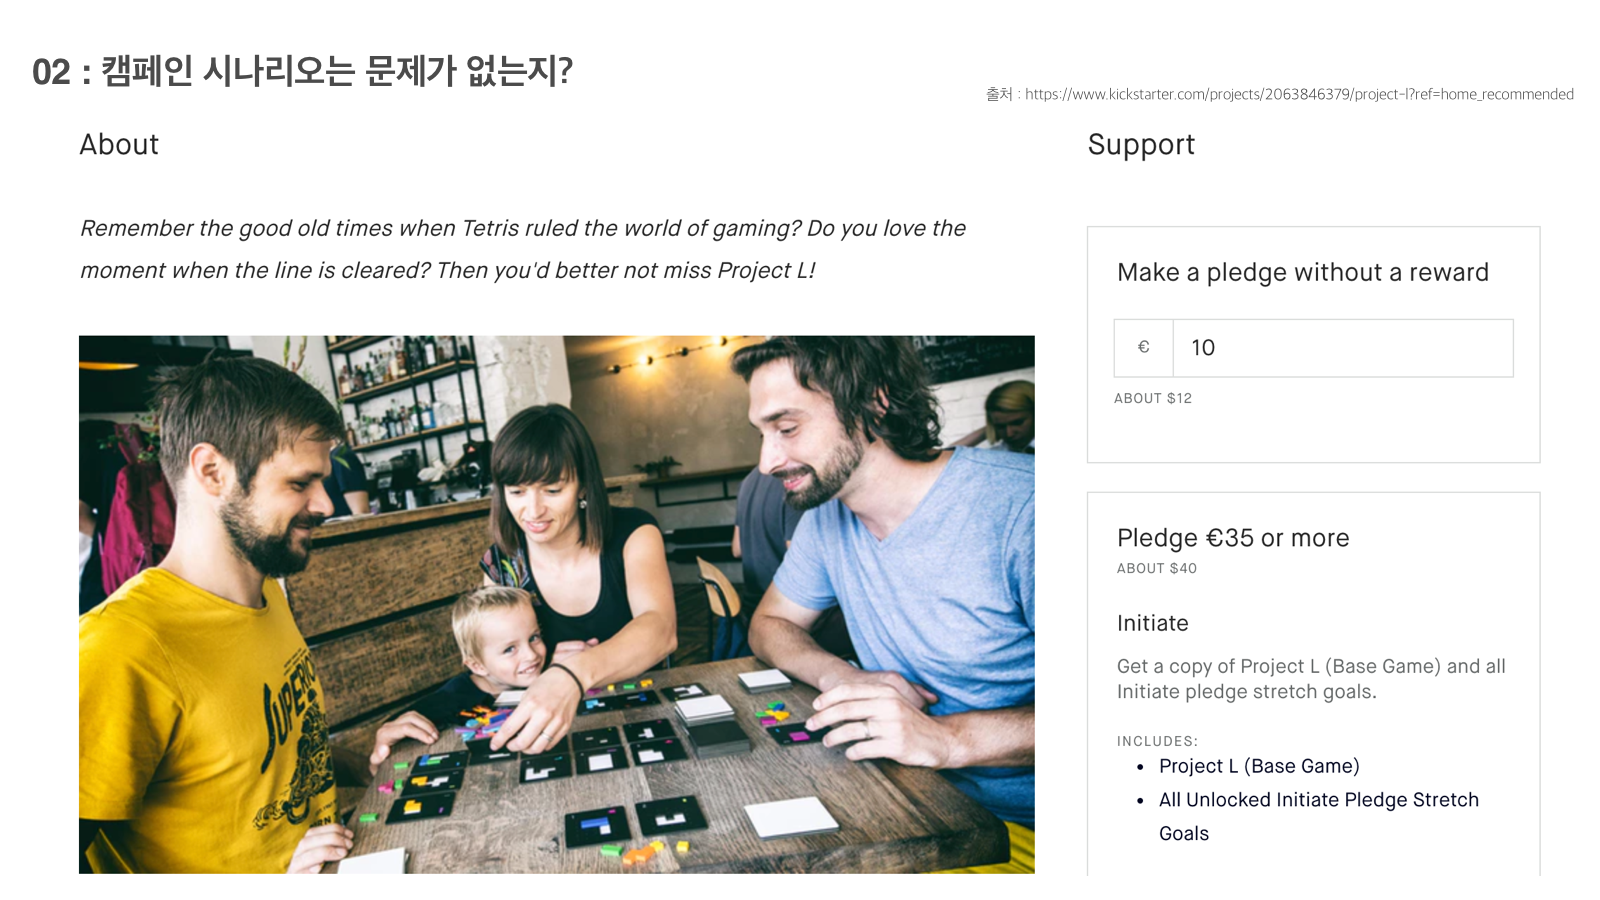 02 : 캠페인 시나리오는 문제가 없는지?
출처 : https://www.kickstarter.com/projects/2063846379/project-l?ref=home_recommended
About
Remember the good old times when Tetris ruled the world of gaming? Do you love the
moment when the line is cleared? Then you'd better not miss Project L!
Support
Make a pledge without a reward
€ 10
ABOUT $12
Pledge €35 or more
ABOUT $40
Initiate
Get a copy of Project L (Base Game) and all
Initiate pledge stretch goals.
INCLUDES:
• Project L (Base Game)
• All Unlocked Initiate Pledge Stretch
Goals